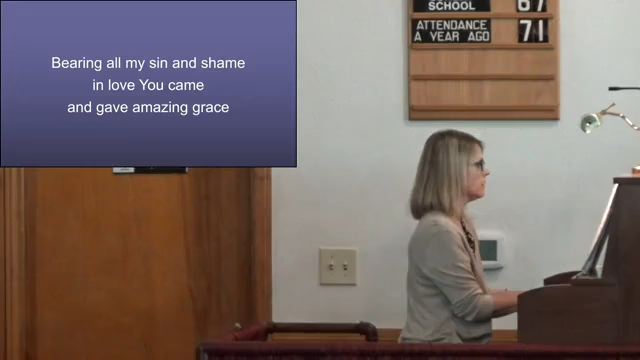 Bearing all my sin and shame
in love You came
and gave amazing grace
SCHOOL
67
ATTENDANCE
A YEAR AGO
71